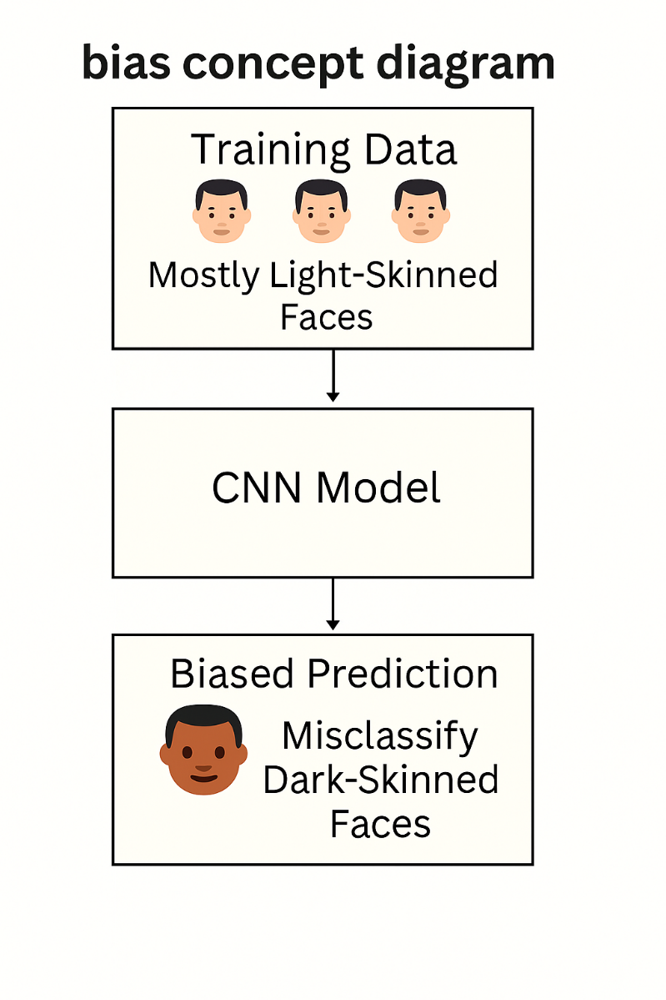 bias concept diagram
Training Data
Mostly Light-Skinned
Faces
CNN Model
Biased Prediction
Misclassify
Dark-Skinned
Faces